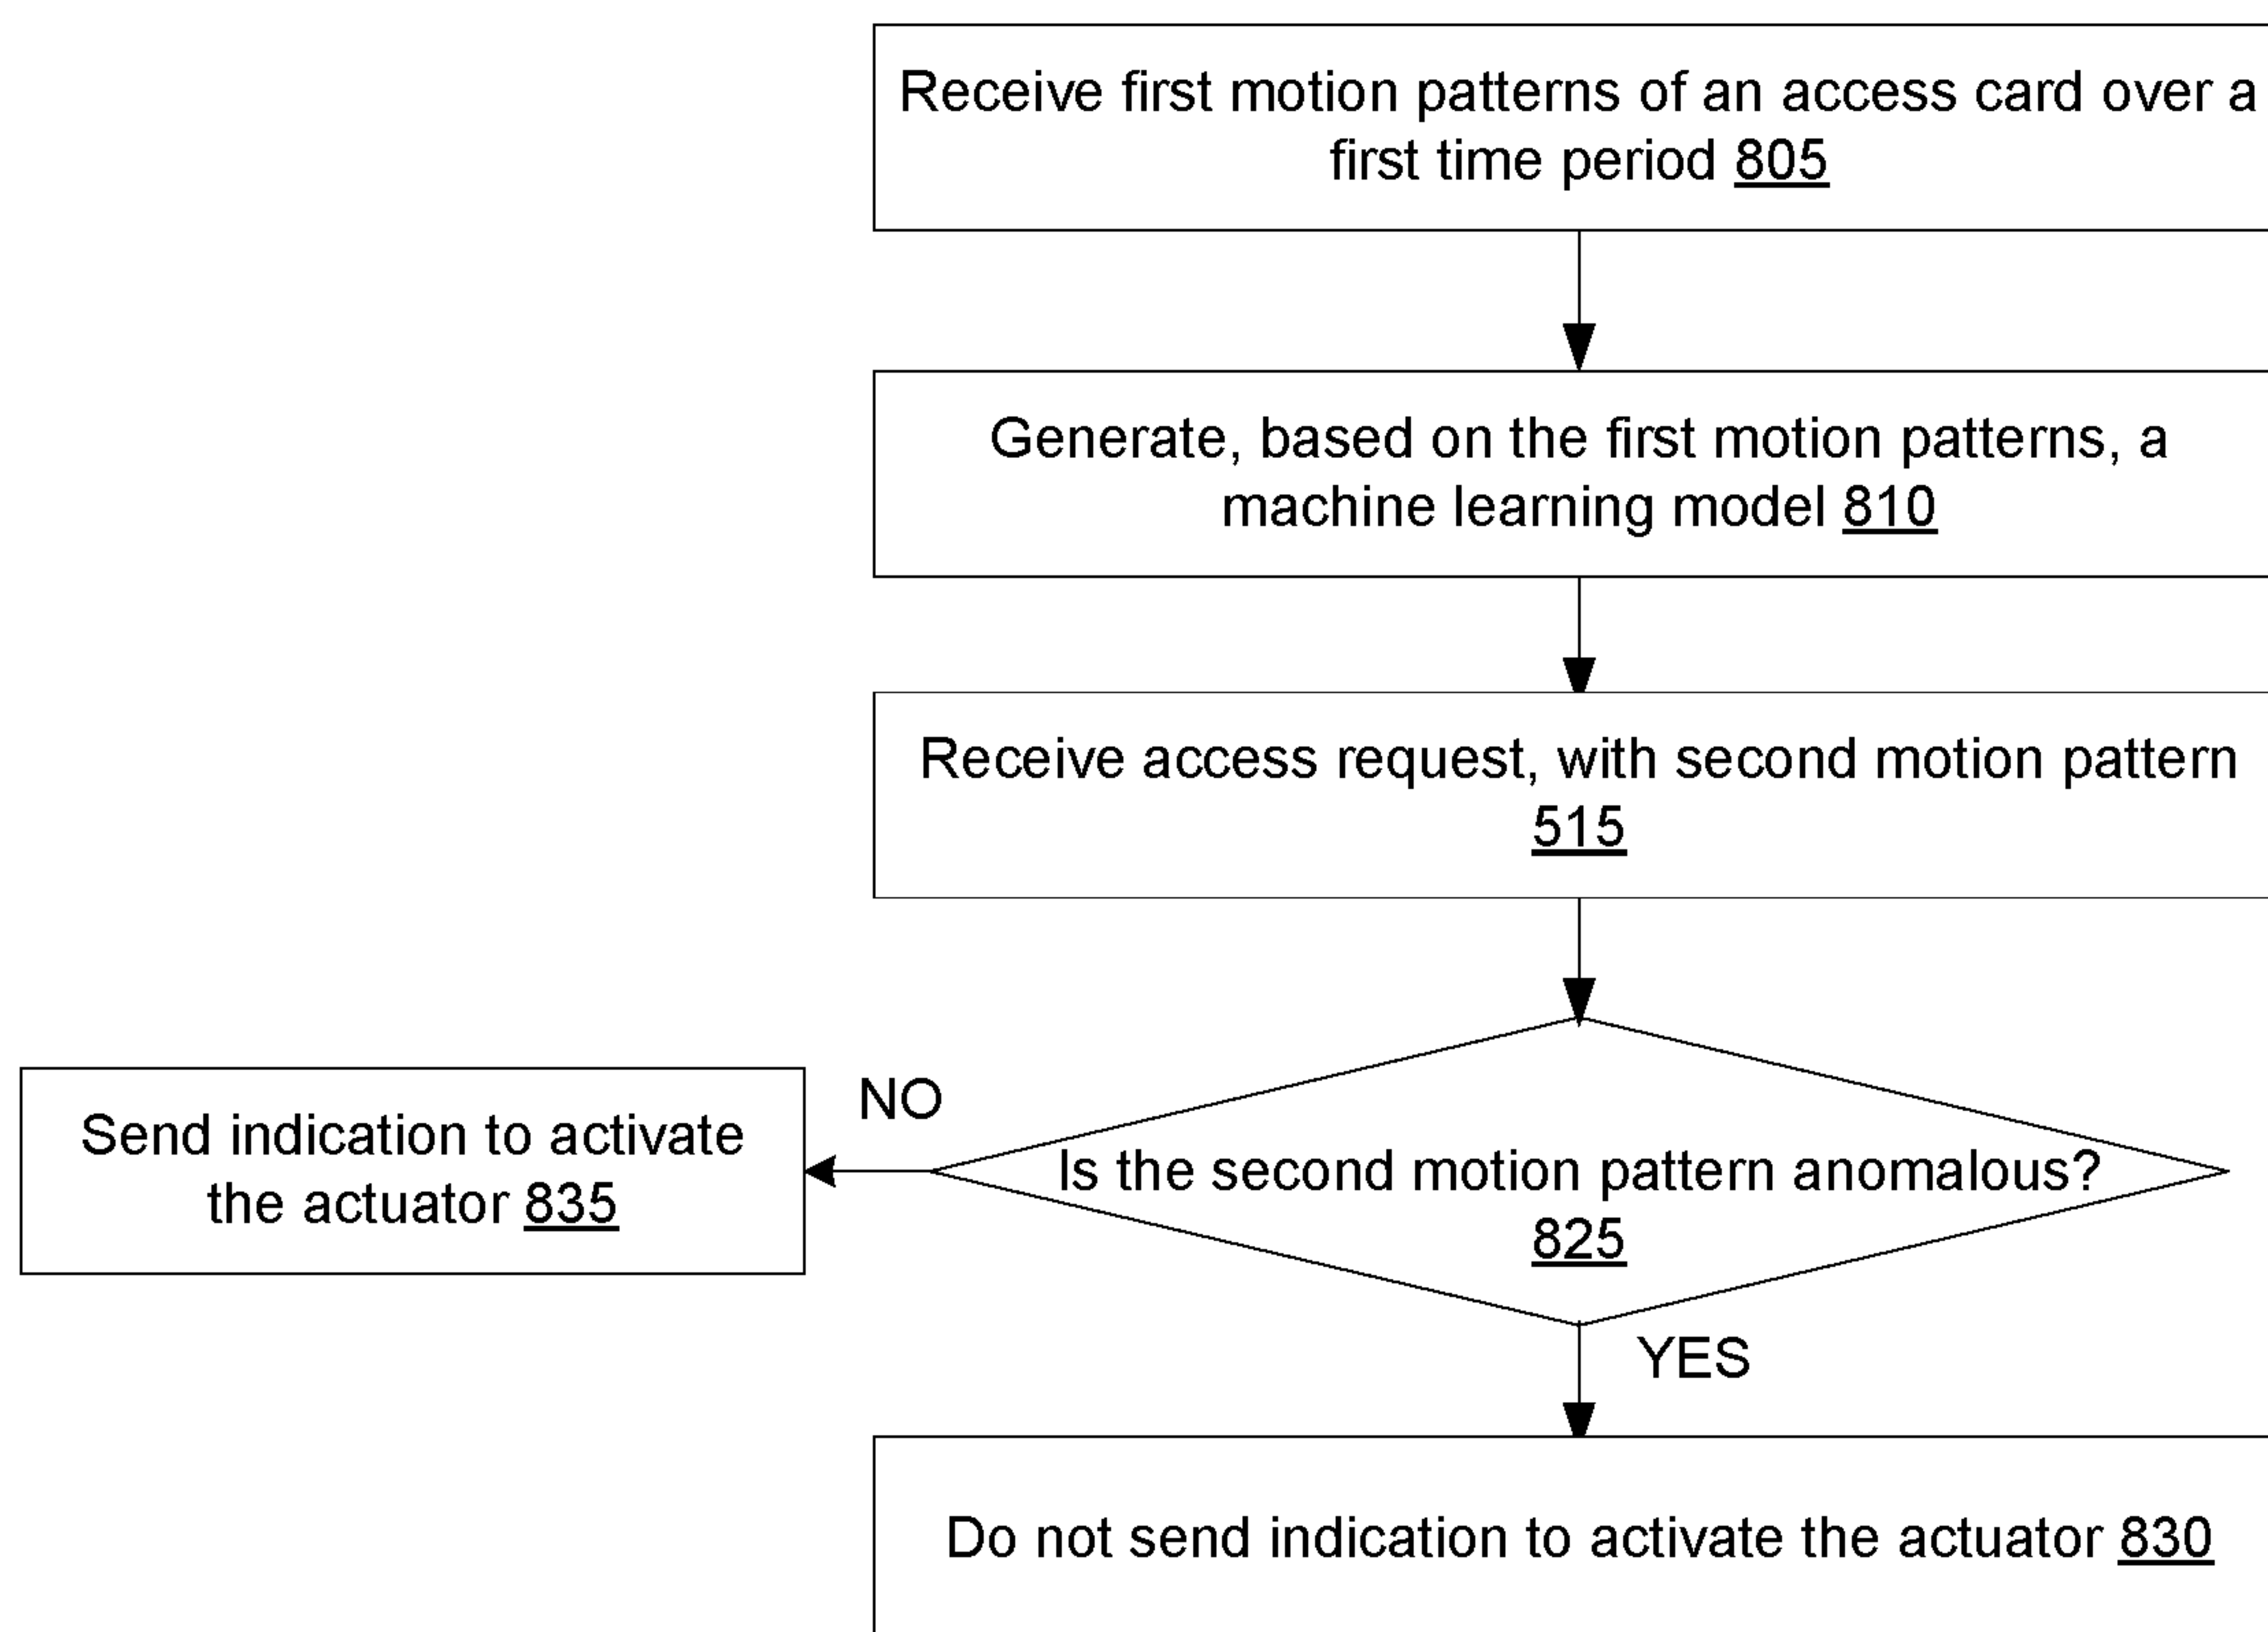 Receive first motion patterns of an access card over a
first time period 805
Generate, based on the first motion patterns, a
machine learning model 810
Receive access request, with second motion pattern
515
NO
Send indication to activate
the actuator 835
Is the second motion pattern anomalous?
825
YES
Do not send indication to activate the actuator 830